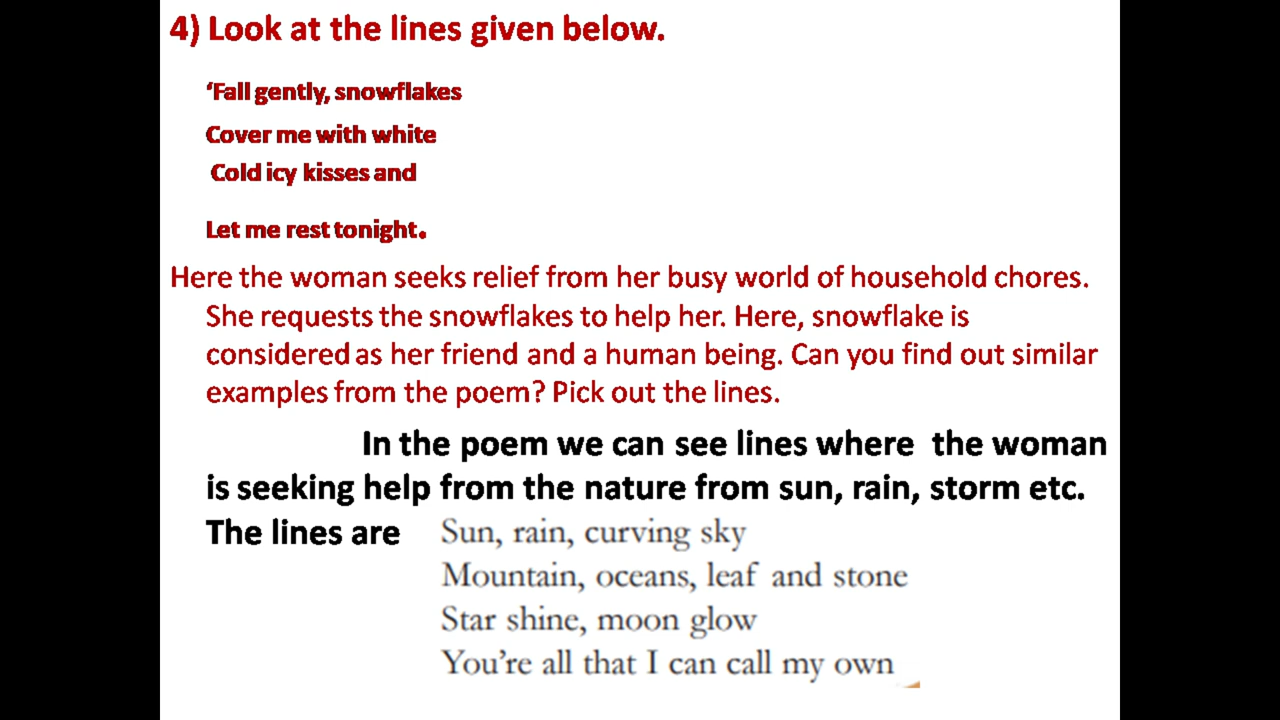 4) Look at the lines given below.
‘Fall gently, snowflakes
Cover me with white
Cold icy kisses and
Let me rest tonight.
Here the woman seeks relief from her busy world of household chores.
She requests the snowflakes to help her. Here, snowflake is
considered as her friend and a human being. Can you find out similar
examples from the poem? Pick out the lines.
In the poem we can see lines where the woman
is seeking help from the nature from sun, rain, storm etc.
The lines are
Sun, rain, curving sky
Mountain, oceans, leaf and stone
Star shine, moon glow
You’re all that I can call my own